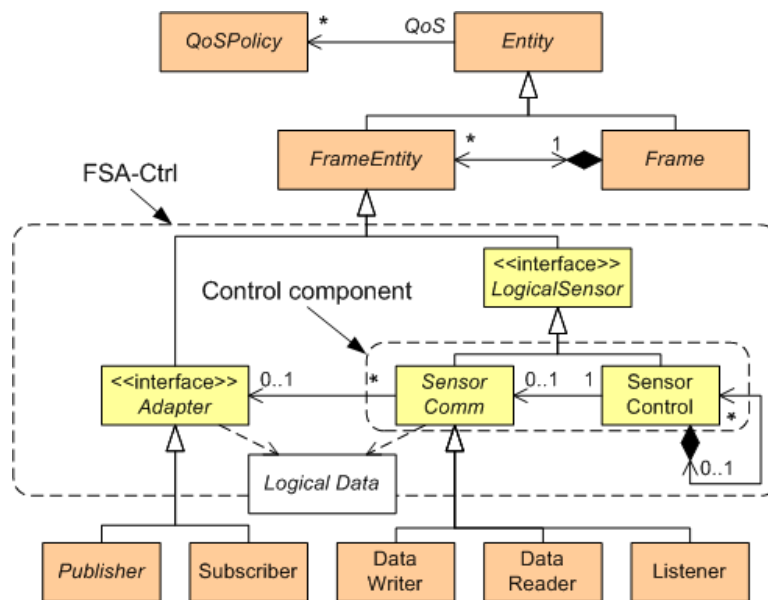 QoSPolicy
*
QoS
Entity
FrameEntity
*
1
Frame
FSA-Ctrl
<<interface>>
LogicalSensor
Control component
<<interface>>
Adapter
0..1
*
Sensor
Comm
0..1
1
Sensor
Control
*
0..1
Logical Data
Publisher
Subscriber
Data
Writer
Data
Reader
Listener